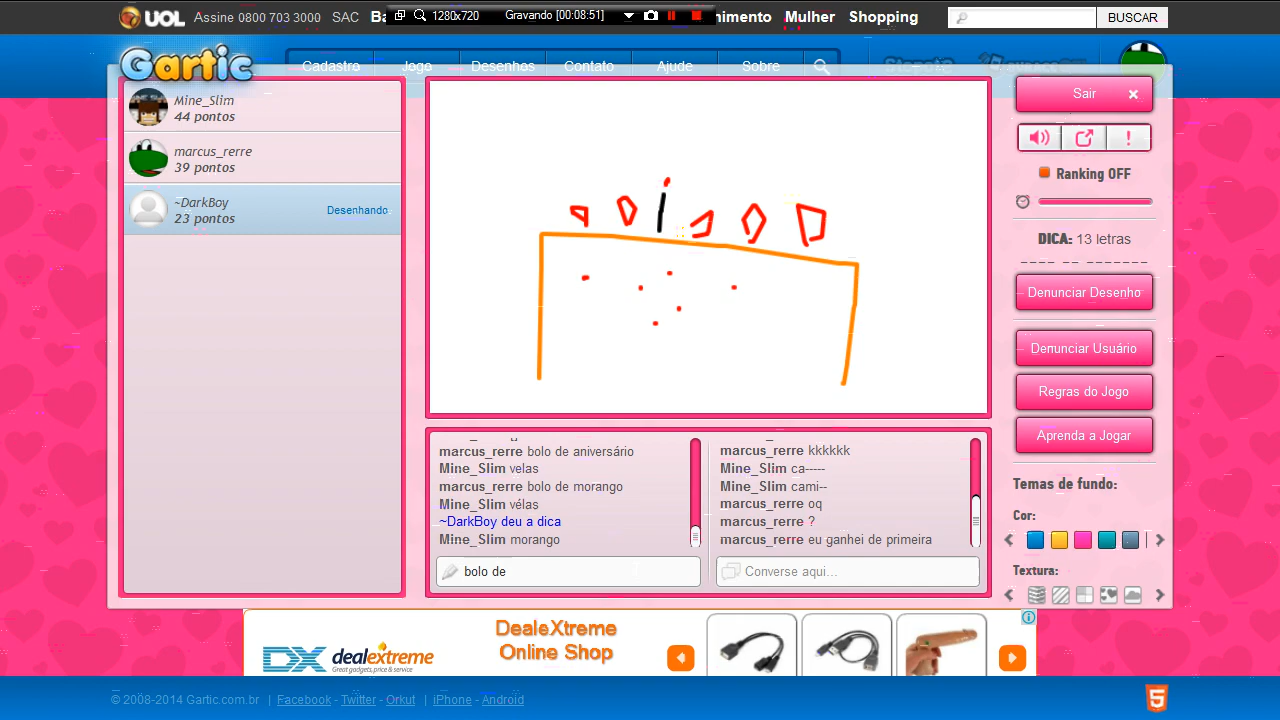 UOL Assine 0800 703 3000 SAC Ba
1280x720 Gravando [00:08:51]
nimento Mulher Shopping
BUSCAR
Gartic
Cadastro Jogo Desenhos Contato Ajude Sobre
Mine_Slim
44 pontos
marcus_rerre
39 pontos
~DarkBoy
23 pontos
Desenhando
Sair
Ranking OFF
DICA: 13 letras
---- -- -------
Denunciar Desenho
Denunciar Usuário
Regras do Jogo
Aprenda a Jogar
Temas de fundo:
Cor:
Textura:
marcus_rerre bolo de aniversário
Mine_Slim velas
marcus_rerre bolo de morango
Mine_Slim vélas
~DarkBoy deu a dica
Mine_Slim morango
bolo de
marcus_rerre kkkkkk
Mine_Slim ca-----
Mine_Slim cami--
marcus_rerre oq
marcus_rerre ?
marcus_rerre eu ganhei de primeira
Converse aqui...
DX dealextreme
Great gadgets, price & service
DealeXtreme
Online Shop
© 2008-2014 Gartic.com.br | Facebook - Twitter - Orkut | iPhone - Android
5